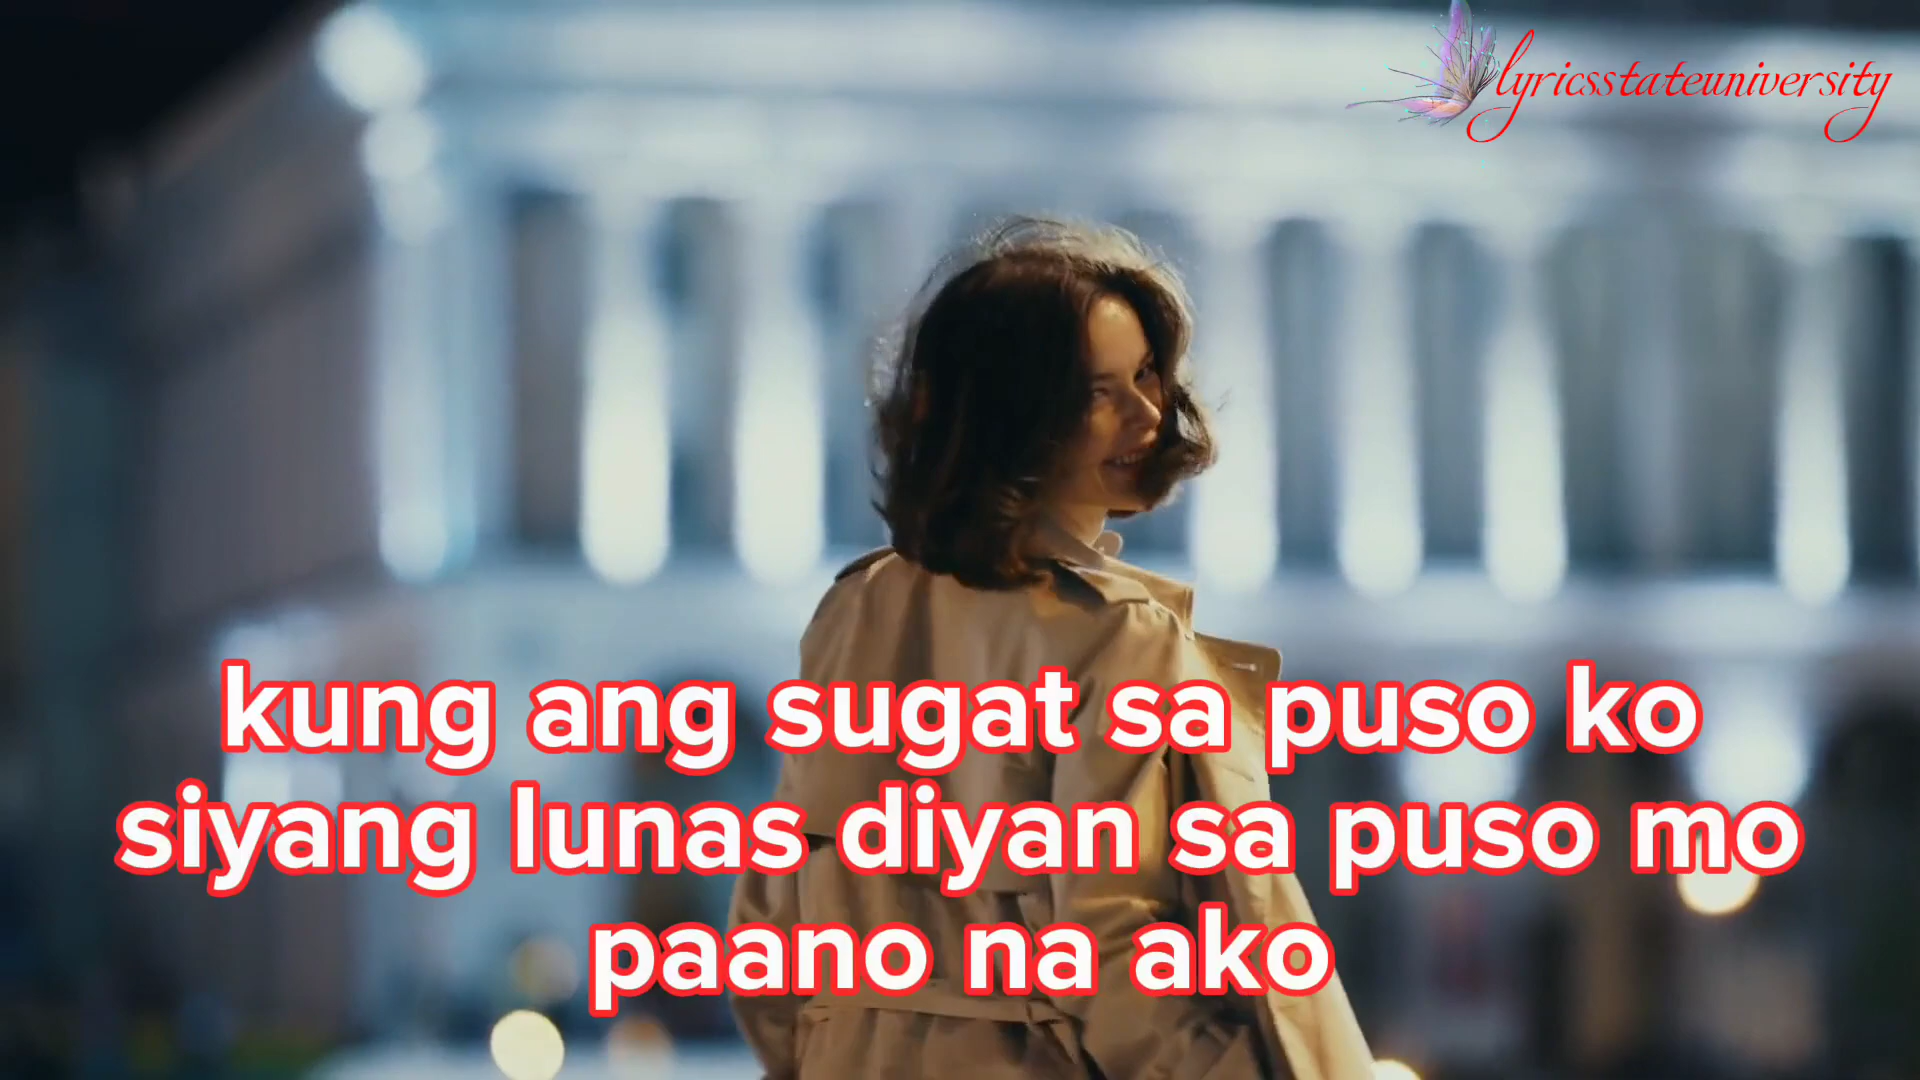 lyricsstateuniversity
kung ang sugat sa puso ko
siyang lunas diyan sa puso mo
paano na ako